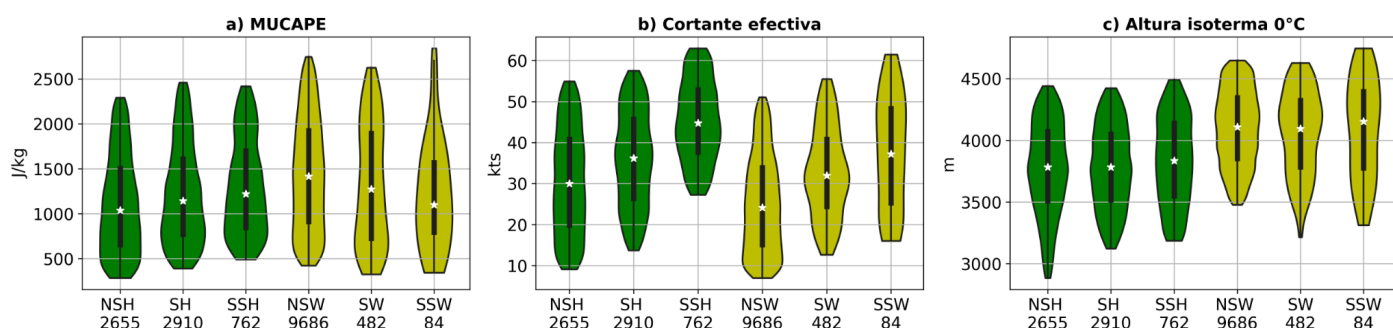 a) MUCAPE
J/kg
2500
2000
1500
1000
500
NSH SH SSH NSW SW SSW
2655 2910 762 9686 482 84
b) Cortante efectiva
kts
60
50
40
30
20
10
NSH SH SSH NSW SW SSW
2655 2910 762 9686 482 84
c) Altura isoterma 0°C
m
4500
4000
3500
3000
NSH SH SSH NSW SW SSW
2655 2910 762 9686 482 84